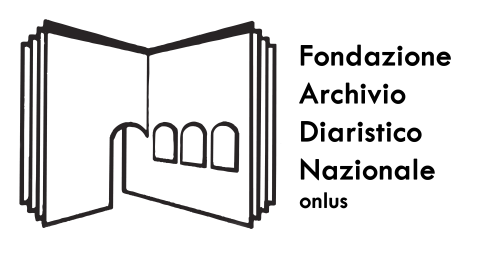 Fondazione
Archivio
Diaristico
Nazionale
onlus